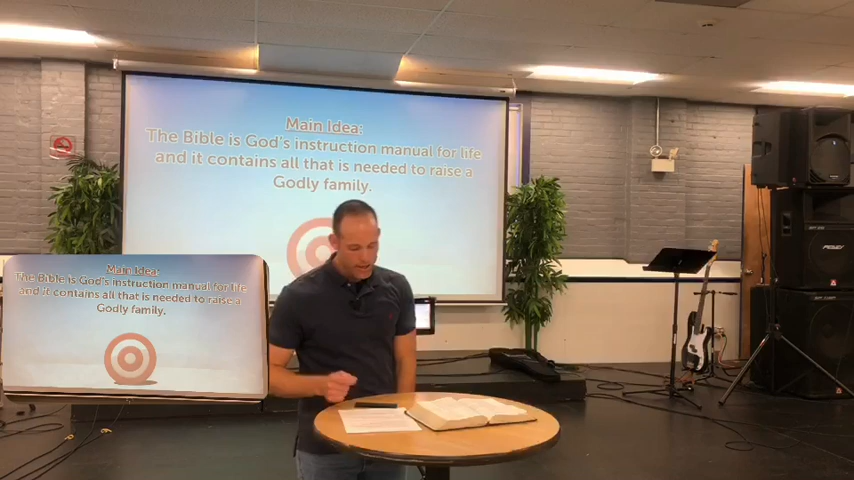 Main Idea:
The Bible is God's instruction manual for life
and it contains all that is needed to raise a
Godly family.
Main Idea:
The Bible is God's instruction manual for life
and it contains all that is needed to raise a
Godly family.
PEAVEY